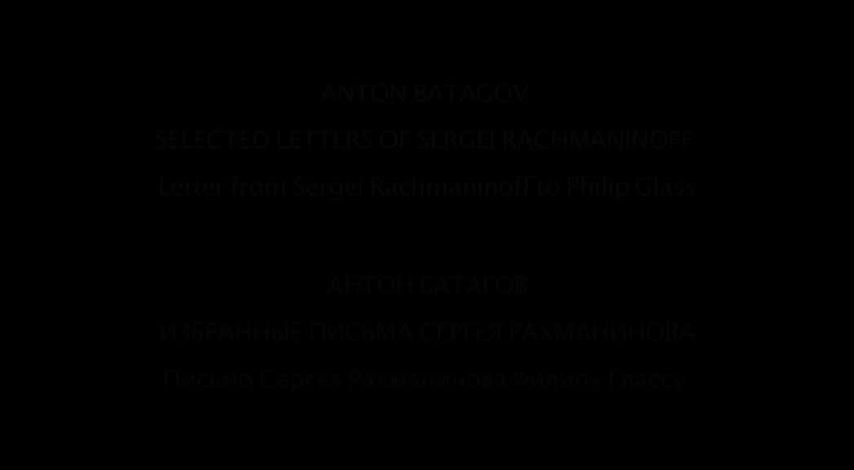 ANTON BATAGOV
SELECTED LETTERS OF SERGEI RACHMANINOFF
Letter from Sergei Rachmaninoff to Philip Glass
АНТОН БАТАГОВ
ИЗБРАННЫЕ ПИСЬМА СЕРГЕЯ РАХМАНИНОВА
Письмо Сергея Рахманинова Филипу Глассу